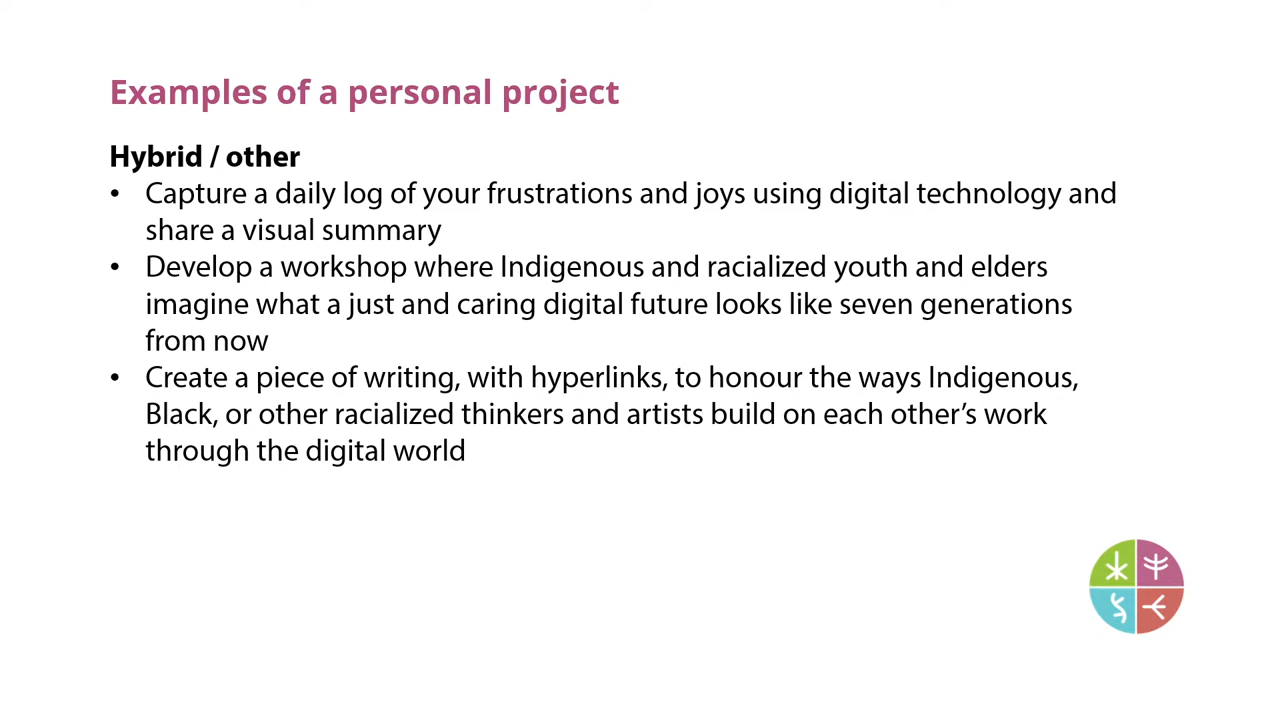 Examples of a personal project
Hybrid / other
• Capture a daily log of your frustrations and joys using digital technology and
share a visual summary
• Develop a workshop where Indigenous and racialized youth and elders
imagine what a just and caring digital future looks like seven generations
from now
• Create a piece of writing, with hyperlinks, to honour the ways Indigenous,
Black, or other racialized thinkers and artists build on each other’s work
through the digital world